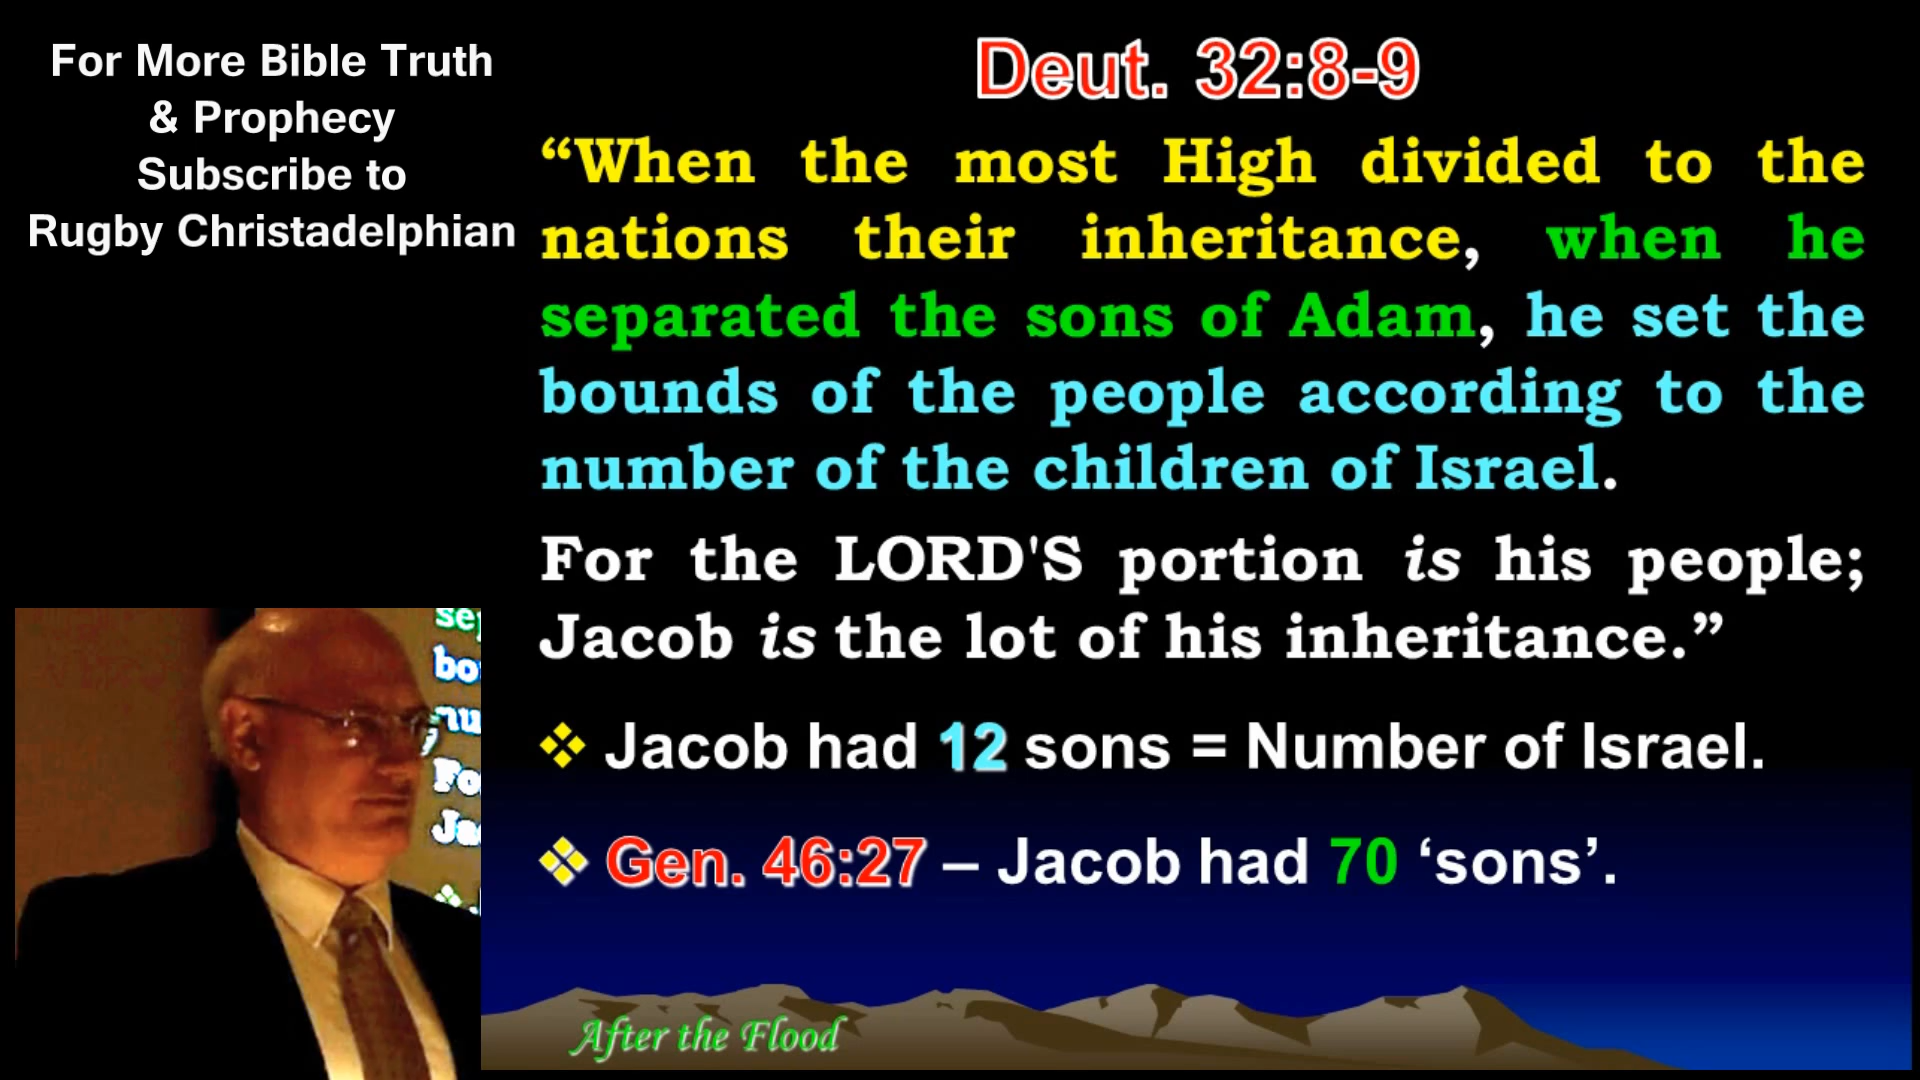 For More Bible Truth
& Prophecy
Subscribe to
Rugby Christadelphian
Deut. 32:8-9
“When the most High divided to the
nations their inheritance, when he
separated the sons of Adam, he set the
bounds of the people according to the
number of the children of Israel.
For the LORD'S portion is his people;
Jacob is the lot of his inheritance.”
❖ Jacob had 12 sons = Number of Israel.
❖ Gen. 46:27 – Jacob had 70 ‘sons’.
After the Flood